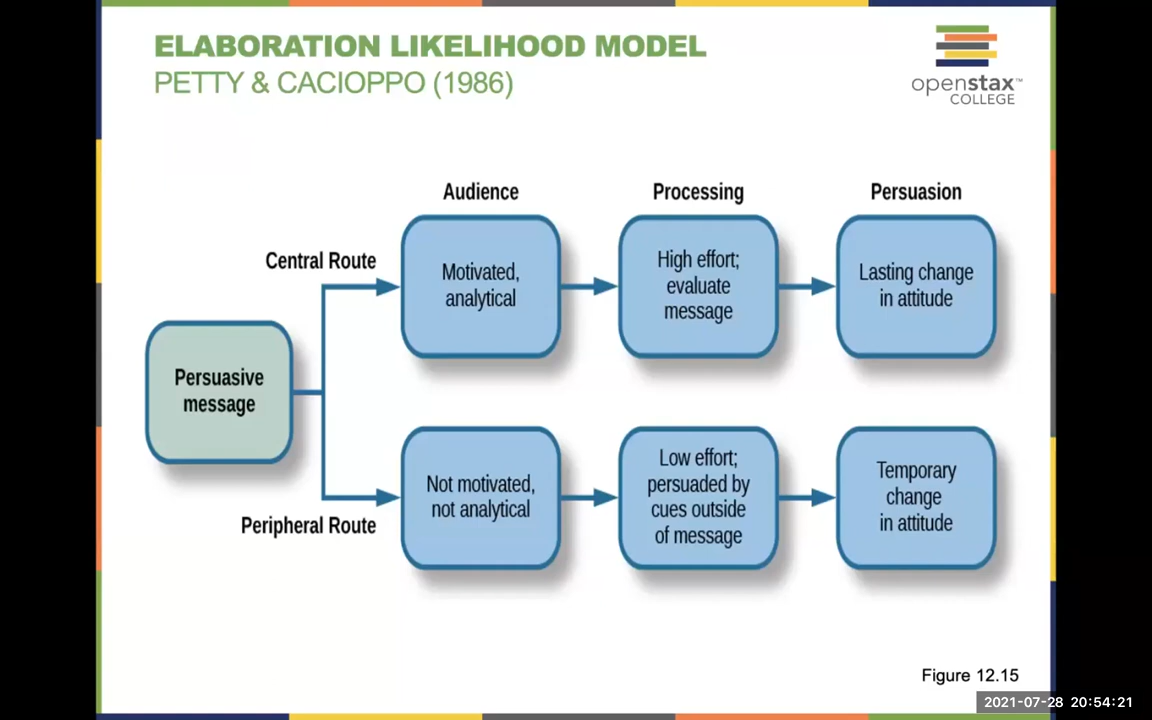 ELABORATION LIKELIHOOD MODEL
PETTY & CACIOPPO (1986)
openstax™
COLLEGE
Audience
Processing
Persuasion
Central Route
Motivated,
analytical
High effort;
evaluate
message
Lasting change
in attitude
Persuasive
message
Peripheral Route
Not motivated,
not analytical
Low effort;
persuaded by
cues outside
of message
Temporary
change
in attitude
Figure 12.15
2021-07-28 20:54:21